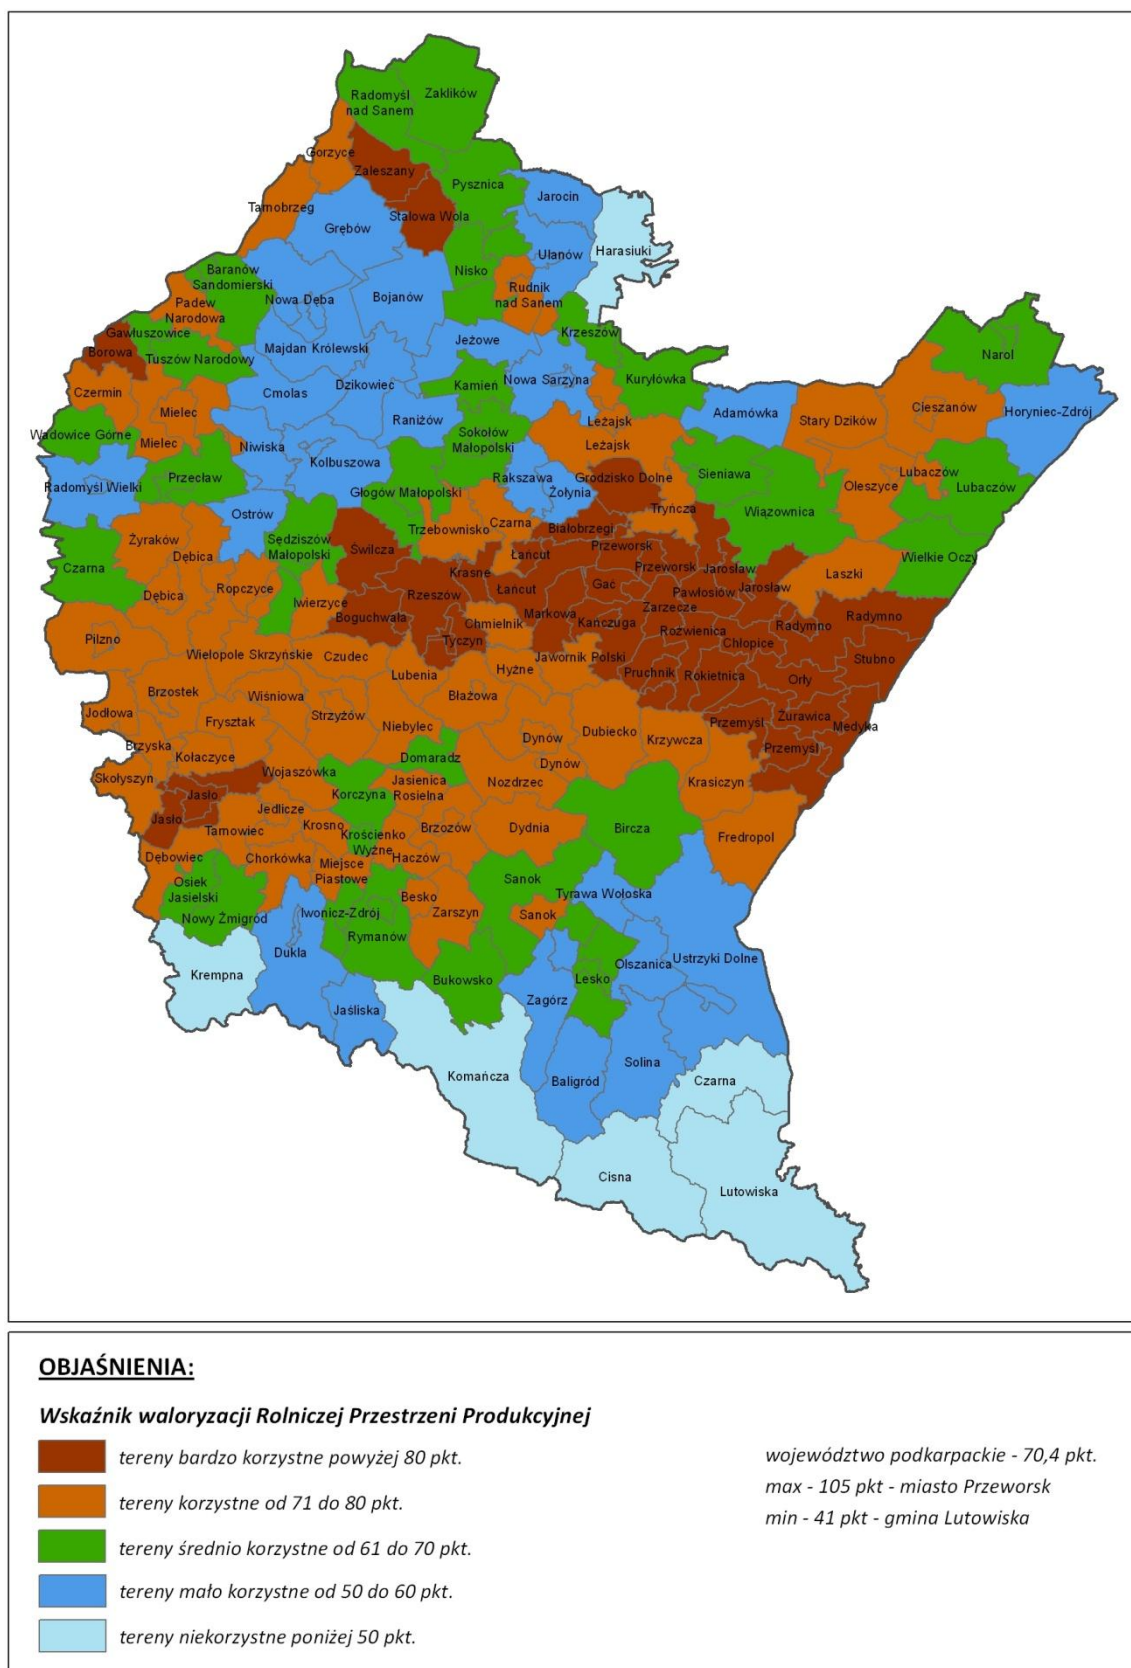 Radomyśl
nad Sanem
Zaklików
Gorzyce
Zaleszany
Pysznica
Jarocin
Tarnobrzeg
Stalowa Wola
Grębów
Ulanów
Harasiuki
Baranów
Sandomierski
Nisko
Nowa Dęba
Bojanów
Rudnik
nad Sanem
Padew
Narodowa
Gawłuszowice
Krzeszów
Borowa
Tuszów Narodowy
Majdan Królewski
Jeżowe
Narol
Czermin
Mielec
Cmolas
Dzikowiec
Kamień
Nowa Sarzyna
Kuryłówka
Cieszanów
Horyniec-Zdrój
Adamówka
Stary Dzików
Raniżów
Leżajsk
Wadowice Górne
Mielec
Niwiska
Sokołów
Małopolski
Leżajsk
Kolbuszowa
Radomyśl Wielki
Przecław
Głogów Małopolski
Rakszawa
Żołynia
Grodzisko Dolne
Sieniawa
Lubaczów
Oleszyce
Lubaczów
Ostrów
Tryńcza
Wiązownica
Żyraków
Dębica
Sędziszów
Małopolski
Trzebownisko
Czarna
Białobrzegi
Świlcza
Łańcut
Przeworsk
Wielkie Oczy
Czarna
Krasne
Przeworsk
Jarosław
Laszki
Dębica
Ropczyce
Iwierzyce
Rzeszów
Łańcut
Gać
Pawłosiów
Jarosław
Boguchwała
Chmielnik
Markowa
Kańczuga
Zarzecze
Radymno
Radymno
Pilzno
Tyczyn
Roźwienica
Chłopice
Wielopole Skrzyńskie
Czudec
Lubenia
Hyżne
Jawornik Polski
Pruchnik
Rokietnica
Stubno
Orły
Brzostek
Wiśniowa
Błażowa
Jodłowa
Frysztak
Strzyżów
Niebylec
Dynów
Dubiecko
Krzywcza
Przemyśl
Żurawica
Medyka
Brzyska
Kołaczyce
Domaradz
Dynów
Przemyśl
Skołyszyn
Wojaszówka
Jasienica
Rosielna
Nozdrzec
Krasiczyn
Jasło
Korczyna
Jasło
Jedlicze
Krosno
Tarnowiec
Krościenko
Wyżne
Brzozów
Dydnia
Bircza
Fredropol
Dębowiec
Chorkówka
Miejsce
Piastowe
Haczów
Osiek
Jasielski
Besko
Sanok
Tyrawa Wołoska
Nowy Żmigród
Iwonicz-Zdrój
Zarszyn
Sanok
Rymanów
Krempna
Dukla
Bukowsko
Lesko
Olszanica
Ustrzyki Dolne
Jaśliska
Zagórz
Komańcza
Baligród
Solina
Czarna
Cisna
Lutowiska
OBJAŚNIENIA:
Wskaźnik waloryzacji Rolniczej Przestrzeni Produkcyjnej
tereny bardzo korzystne powyżej 80 pkt.
tereny korzystne od 71 do 80 pkt.
tereny średnio korzystne od 61 do 70 pkt.
tereny mało korzystne od 50 do 60 pkt.
tereny niekorzystne poniżej 50 pkt.
województwo podkarpackie - 70,4 pkt.
max - 105 pkt - miasto Przeworsk
min - 41 pkt - gmina Lutowiska